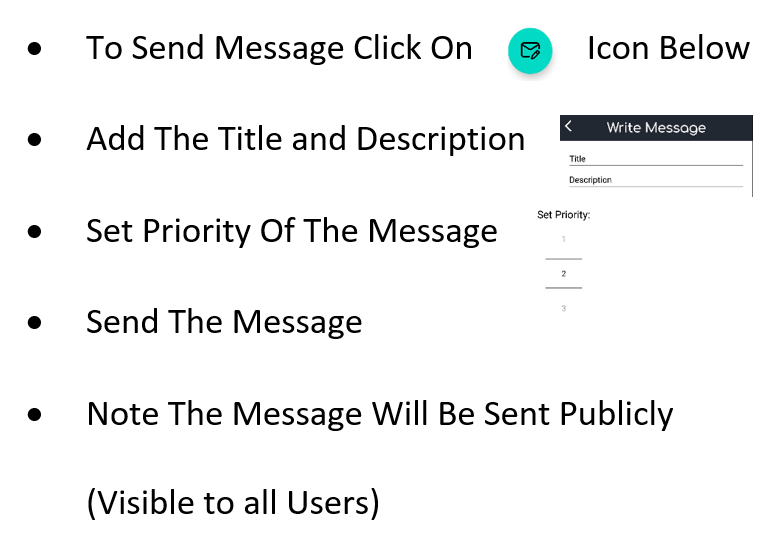 • To Send Message Click On Icon Below
• Add The Title and Description
Write Message
Title
Description
• Set Priority Of The Message
Set Priority:
1
2
3
• Send The Message
• Note The Message Will Be Sent Publicly
(Visible to all Users)